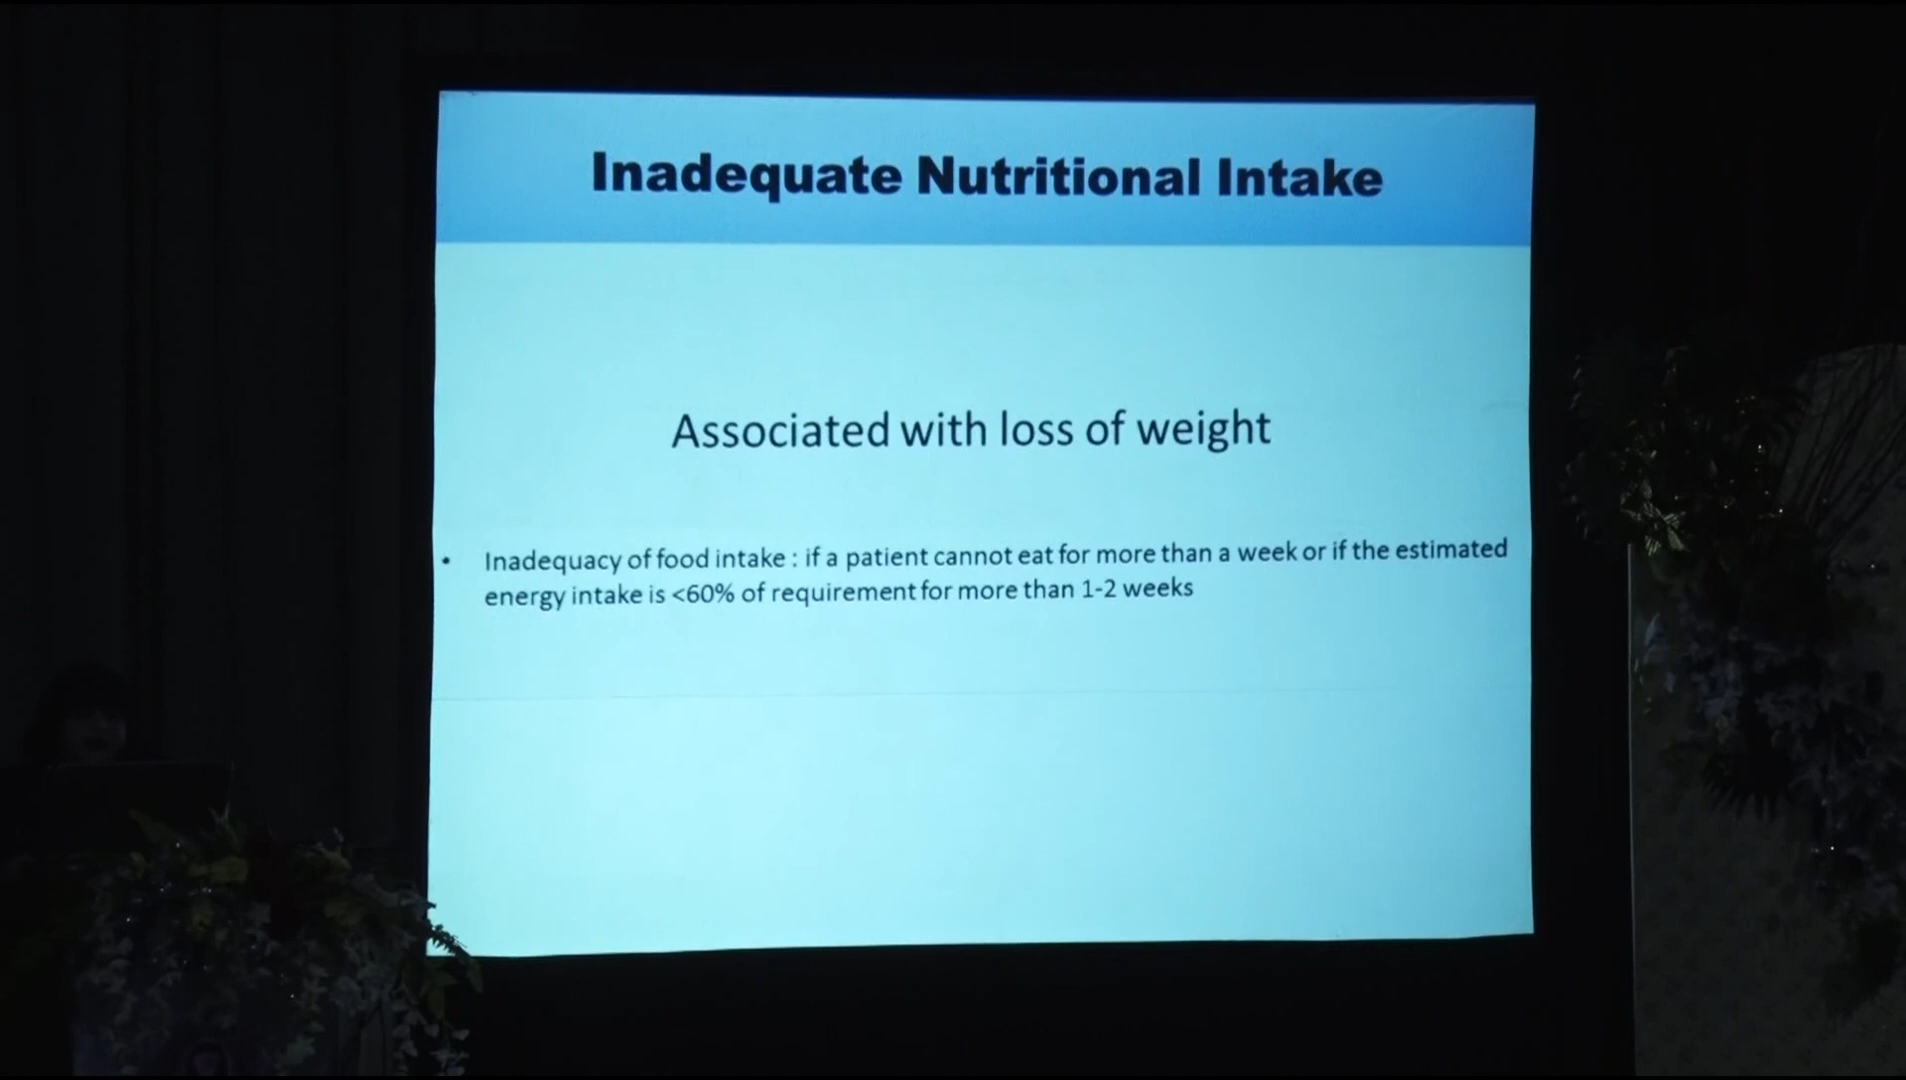 Inadequate Nutritional Intake
Associated with loss of weight
• Inadequacy of food intake : if a patient cannot eat for more than a week or if the estimated
energy intake is <60% of requirement for more than 1-2 weeks